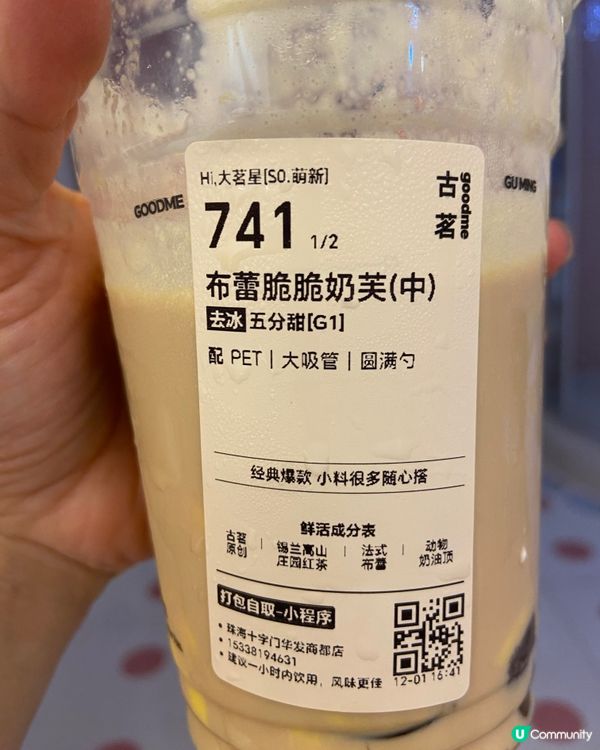 GOODME
GU MING
Hi,大茗星[S0.萌新]
古茗
goodme
741 1/2
布蕾脆脆奶芙(中)
去冰 五分甜[G1]
配 PET | 大吸管 | 圆满勺
经典爆款 小料很多随心搭
鲜活成分表
古茗原创 | 锡兰高山庄园红茶 | 法式布蕾 | 动物奶油顶
打包自取-小程序
• 珠海十字门华发商都店
• 15338194631
• 建议一小时内饮用，风味更佳
12-01 16:41
U Community